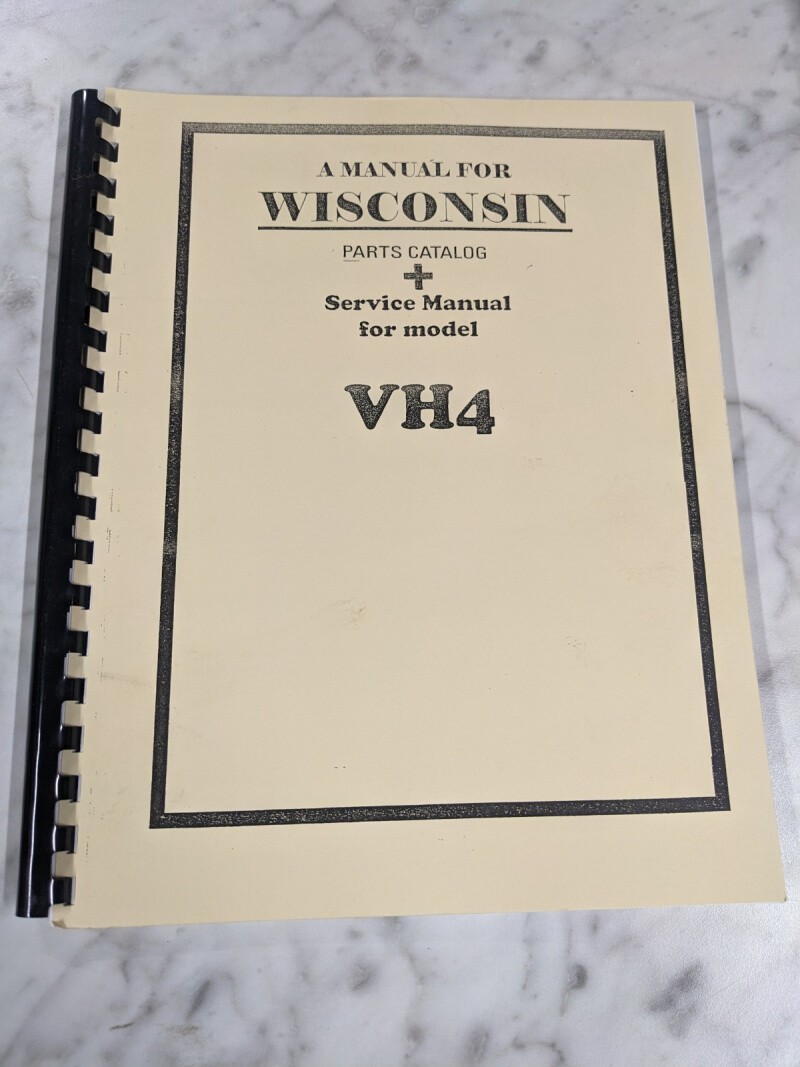 A MANUAL FOR
WISCONSIN
PARTS CATALOG
+
Service Manual
for model
VH4